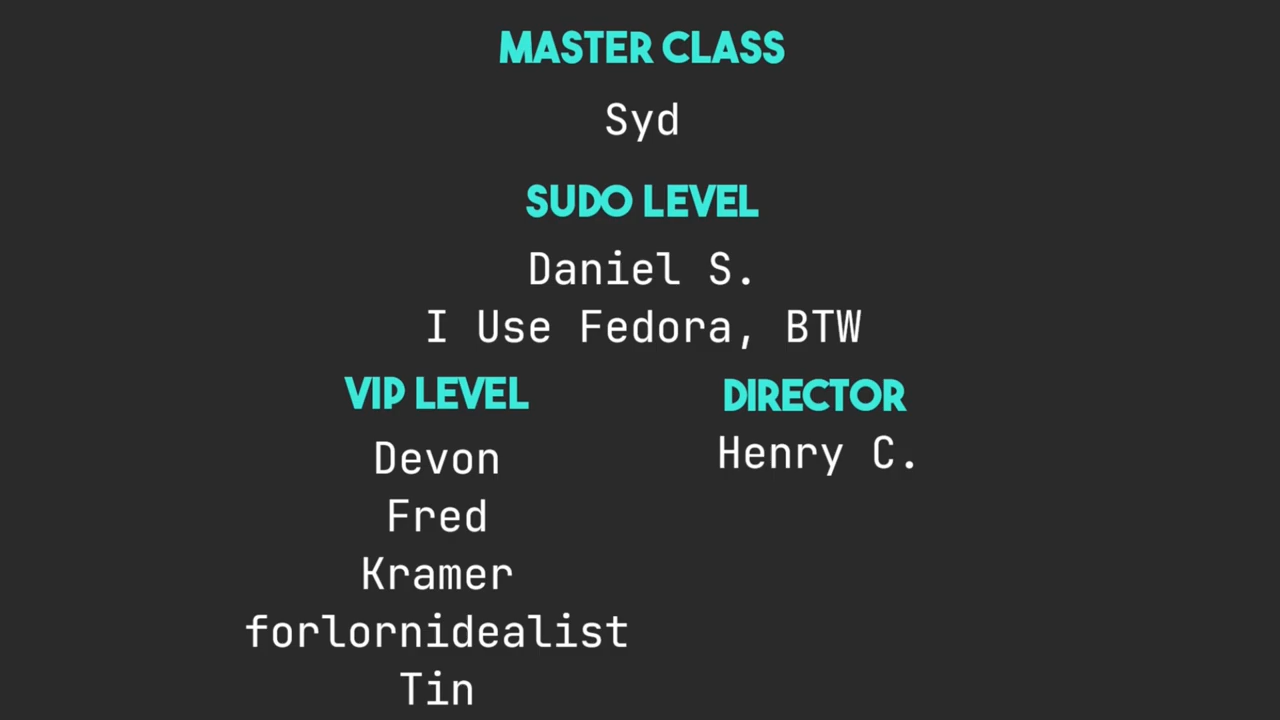 MASTER CLASS
Syd
SUDO LEVEL
Daniel S.
I Use Fedora, BTW
VIP LEVEL
Devon
Fred
Kramer
forlornidealist
Tin
DIRECTOR
Henry C.